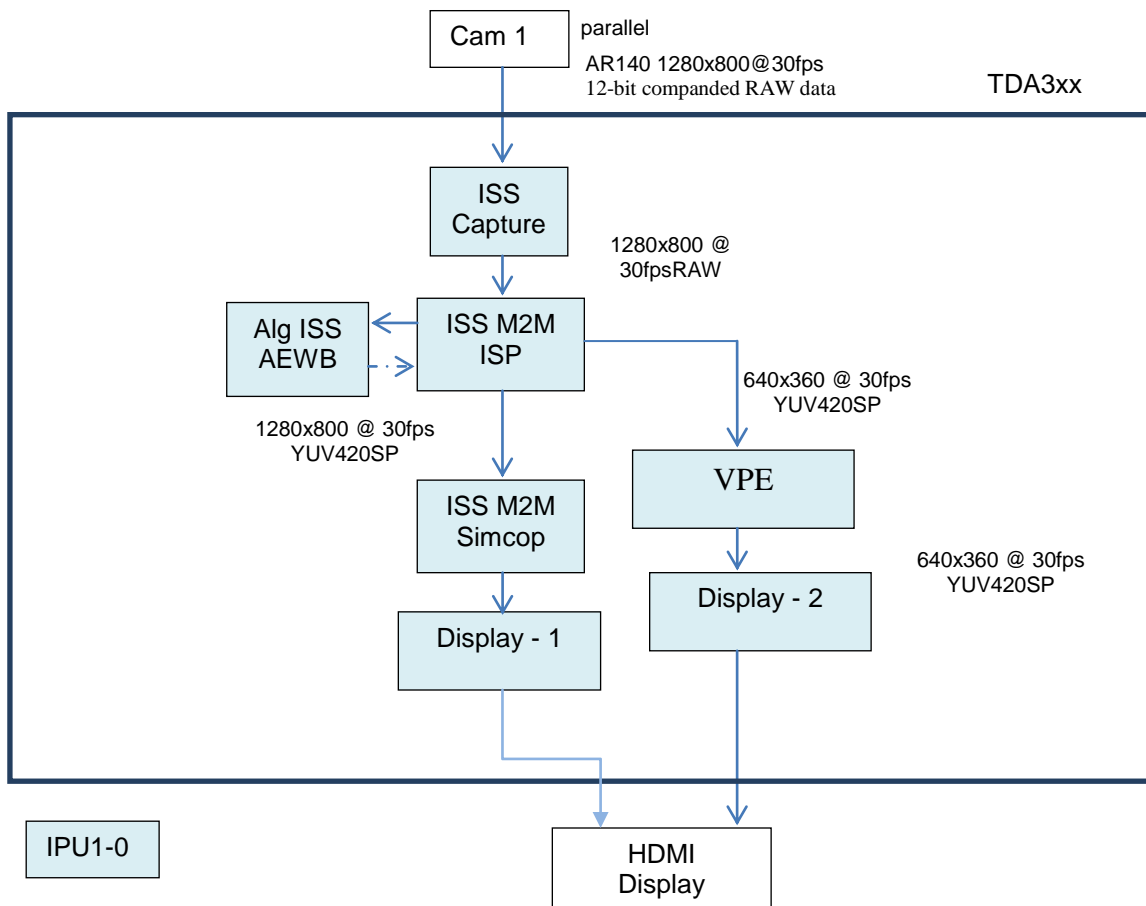 Cam 1
parallel
AR140 1280x800@30fps
12-bit companded RAW data
TDA3xx
ISS
Capture
1280x800 @
30fpsRAW
Alg ISS
AEWB
ISS M2M
ISP
640x360 @ 30fps
YUV420SP
1280x800 @ 30fps
YUV420SP
VPE
ISS M2M
Simcop
640x360 @ 30fps
YUV420SP
Display - 2
Display - 1
IPU1-0
HDMI
Display